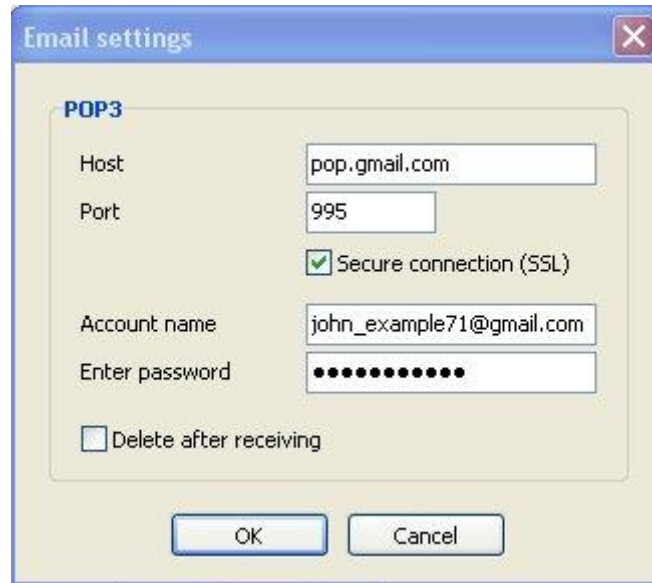 Email settings
POP3
Host pop.gmail.com
Port 995
Secure connection (SSL)
Account name john_example71@gmail.com
Enter password ●●●●●●●●●●●
Delete after receiving
OK Cancel